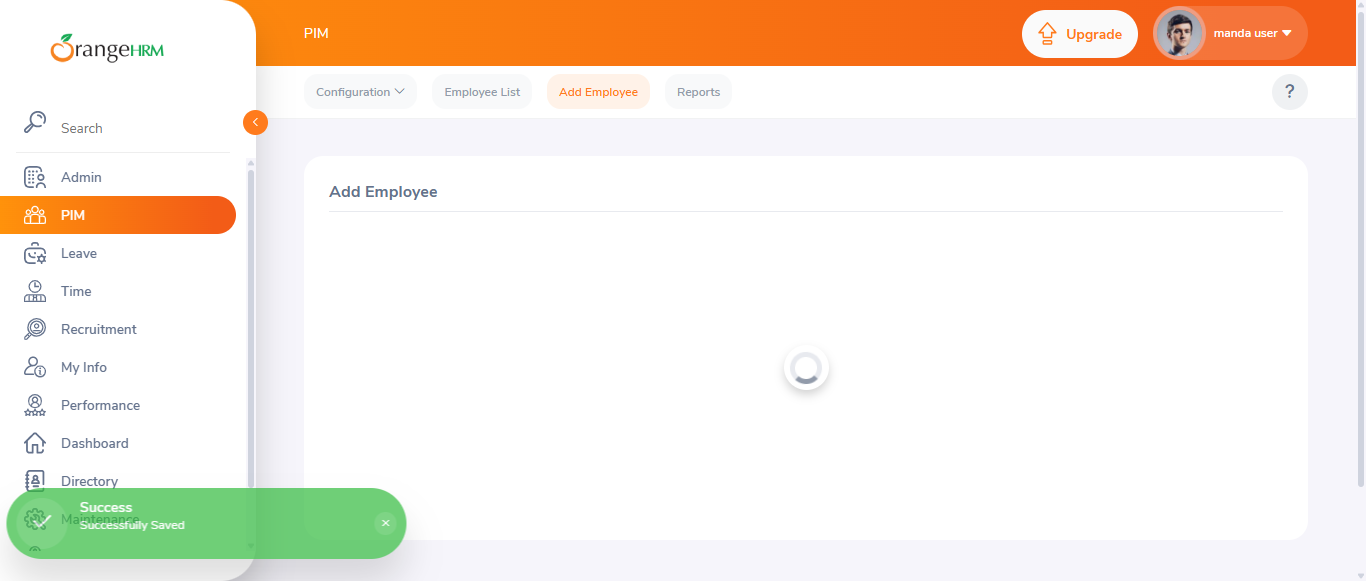 OrangeHRM
PIM
Upgrade
manda user
Search
Configuration
Employee List
Add Employee
Reports
?
Admin
PIM
Leave
Time
Recruitment
My Info
Performance
Dashboard
Directory
Maintenance
Add Employee
Success
Successfully Saved